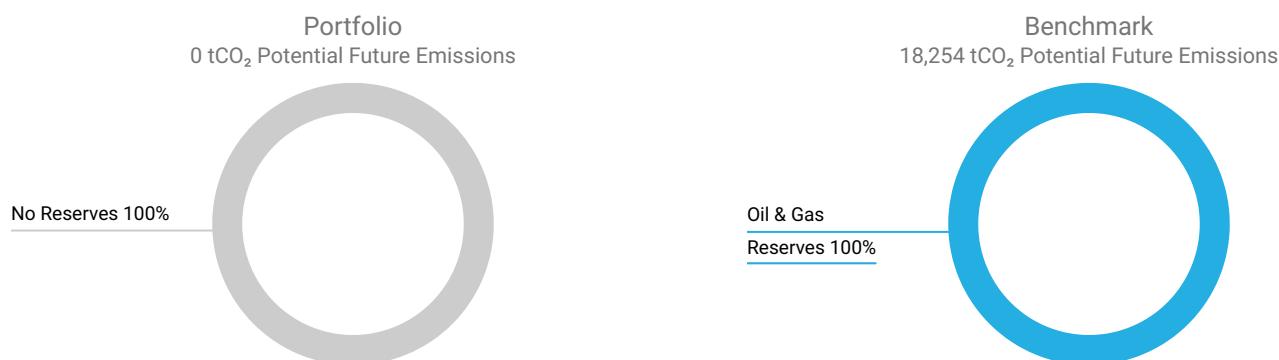 Portfolio
0 tCO₂ Potential Future Emissions
No Reserves 100%
Benchmark
18,254 tCO₂ Potential Future Emissions
Oil & Gas
Reserves 100%